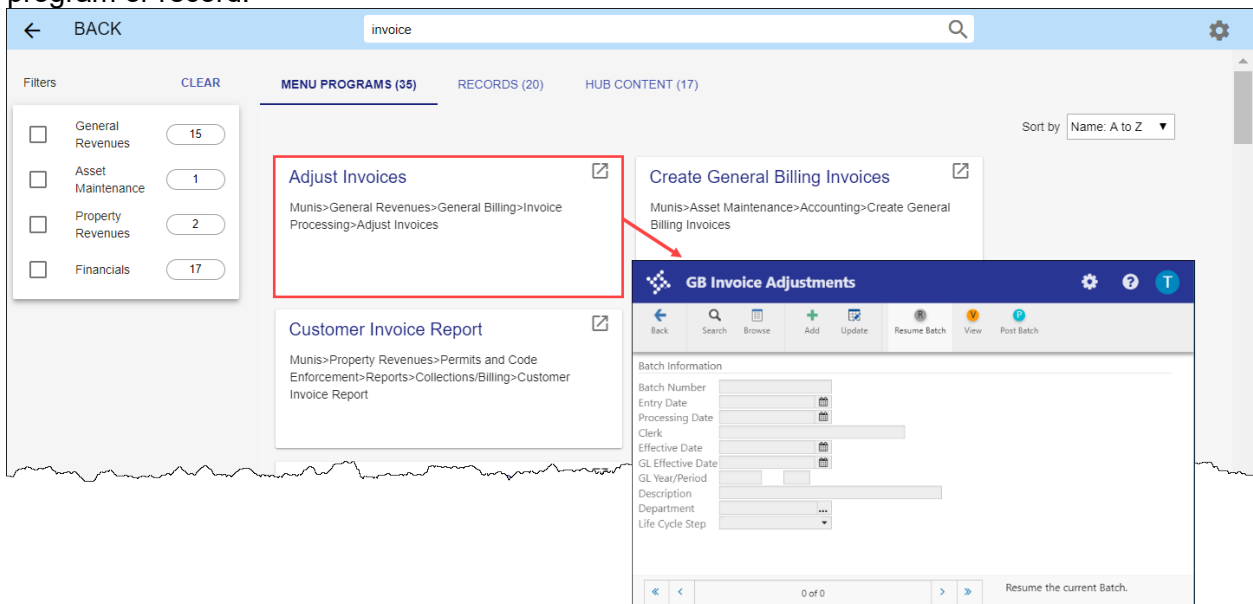 program or record.
BACK
invoice
Filters
CLEAR
MENU PROGRAMS (35)
RECORDS (20)
HUB CONTENT (17)
Sort by Name: A to Z
General
Revenues
15
Asset
Maintenance
1
Property
Revenues
2
Financials
17
Adjust Invoices
Munis>General Revenues>General Billing>Invoice
Processing>Adjust Invoices
Create General Billing Invoices
Munis>Asset Maintenance>Accounting>Create General
Billing Invoices
Customer Invoice Report
Munis>Property Revenues>Permits and Code
Enforcement>Reports>Collections/Billing>Customer
Invoice Report
GB Invoice Adjustments
T
Back
Search
Browse
Add
Update
R
Resume Batch
V
View
P
Post Batch
Batch Information
Batch Number
Entry Date
Processing Date
Clerk
Effective Date
GL Effective Date
GL Year/Period
Description
Department
...
Life Cycle Step
0 of 0
Resume the current Batch.